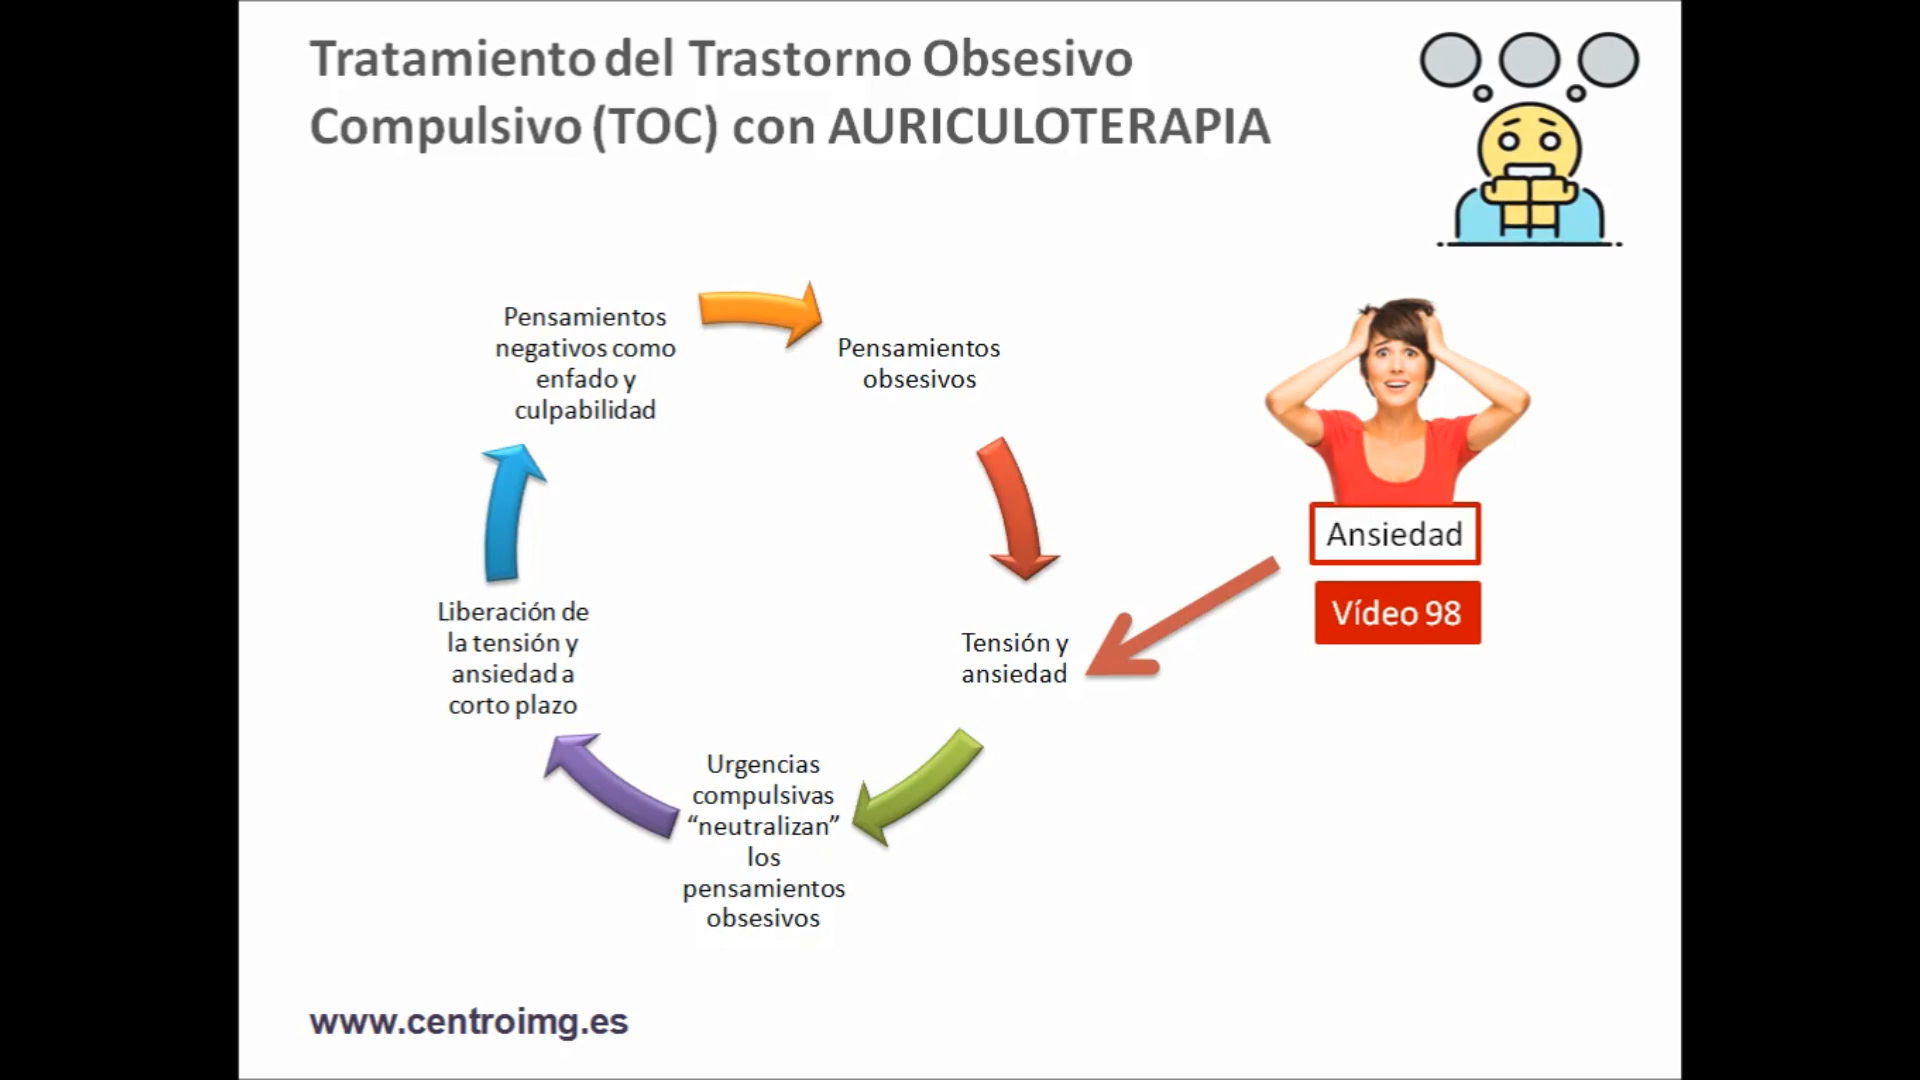 Tratamiento del Trastorno Obsesivo
Compulsivo (TOC) con AURICULOTERAPIA
Pensamientos
negativos como
enfado y
culpabilidad
Pensamientos
obsesivos
Tensión y
ansiedad
Urgencias
compulsivas
“neutralizan”
los
pensamientos
obsesivos
Liberación de
la tensión y
ansiedad a
corto plazo
Ansiedad
Vídeo 98
www.centroimg.es